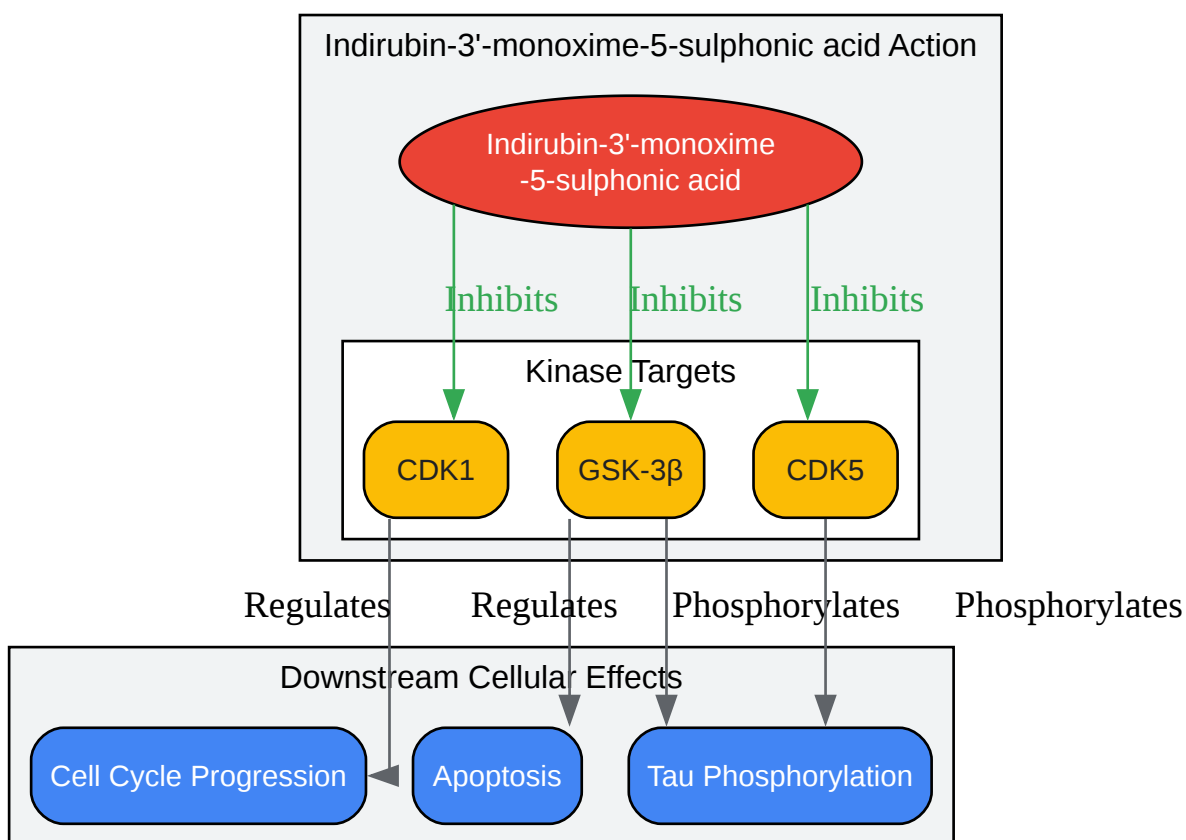 Indirubin-3'-monoxime-5-sulphonic acid Action
Indirubin-3'-monoxime
-5-sulphonic acid
Inhibits
Inhibits
Inhibits
Kinase Targets
CDK1
GSK-3β
CDK5
Regulates
Regulates
Phosphorylates
Phosphorylates
Downstream Cellular Effects
Cell Cycle Progression
Apoptosis
Tau Phosphorylation